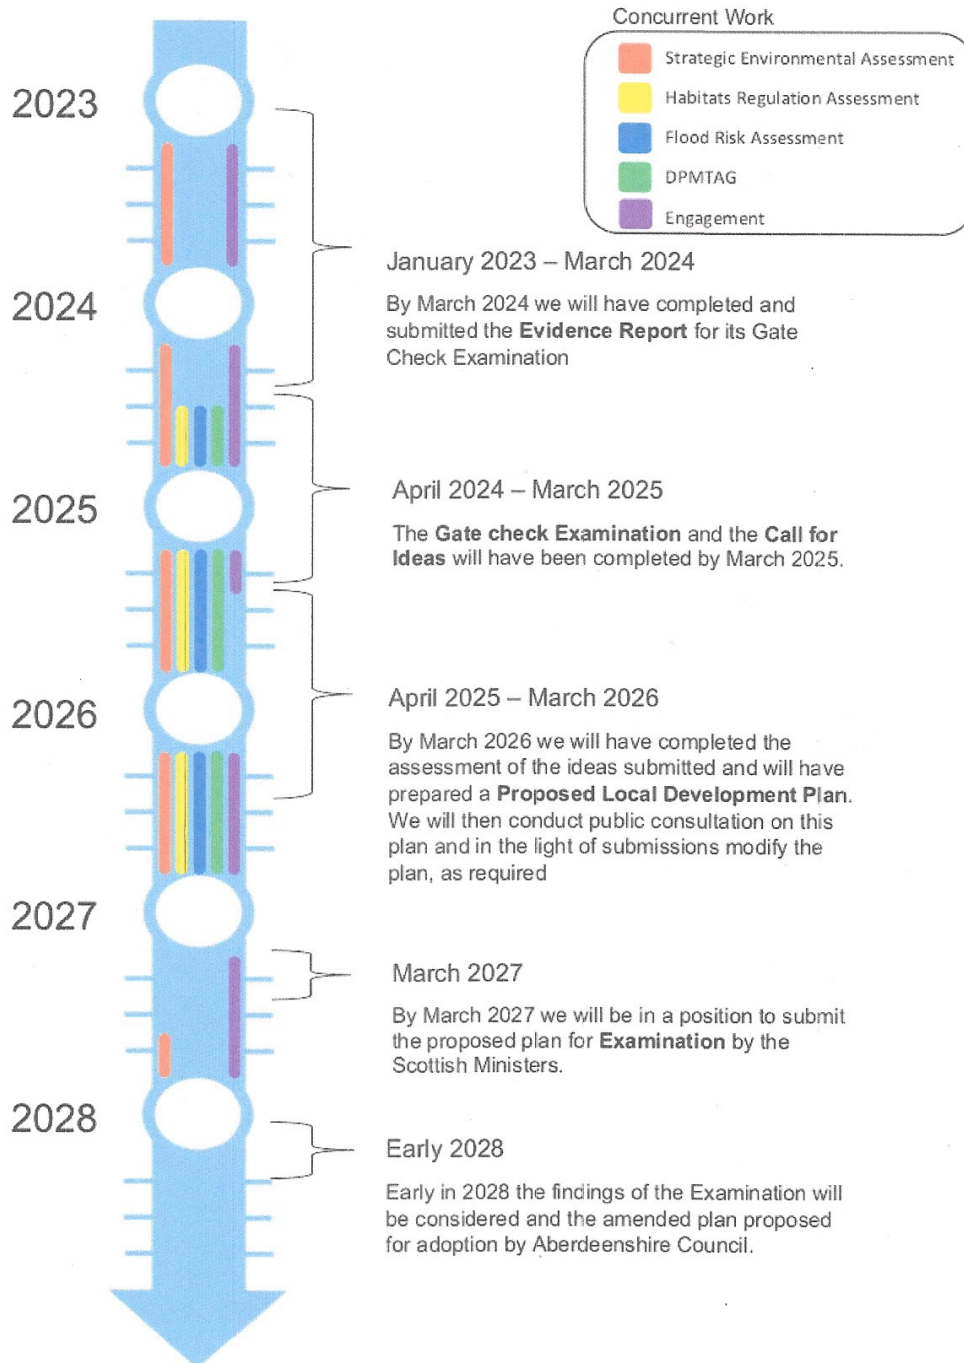 Concurrent Work
Strategic Environmental Assessment
Habitats Regulation Assessment
Flood Risk Assessment
DPMTAG
Engagement
2023
January 2023 – March 2024
By March 2024 we will have completed and
submitted the Evidence Report for its Gate
Check Examination
2024
April 2024 – March 2025
The Gate check Examination and the Call for
Ideas will have been completed by March 2025.
2025
April 2025 – March 2026
By March 2026 we will have completed the
assessment of the ideas submitted and will have
prepared a Proposed Local Development Plan.
We will then conduct public consultation on this
plan and in the light of submissions modify the
plan, as required
2026
2027
March 2027
By March 2027 we will be in a position to submit
the proposed plan for Examination by the
Scottish Ministers.
2028
Early 2028
Early in 2028 the findings of the Examination will
be considered and the amended plan proposed
for adoption by Aberdeenshire Council.